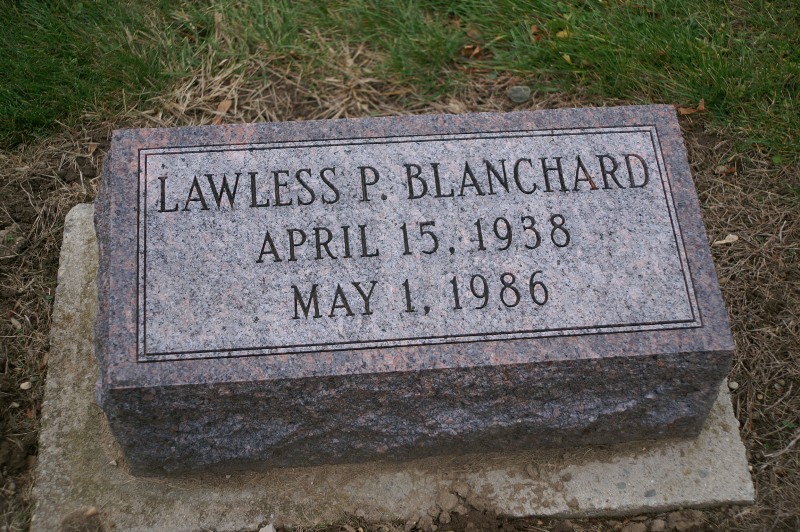 LAWLESS P. BLANCHARD
APRIL 15, 1938
MAY 1, 1986